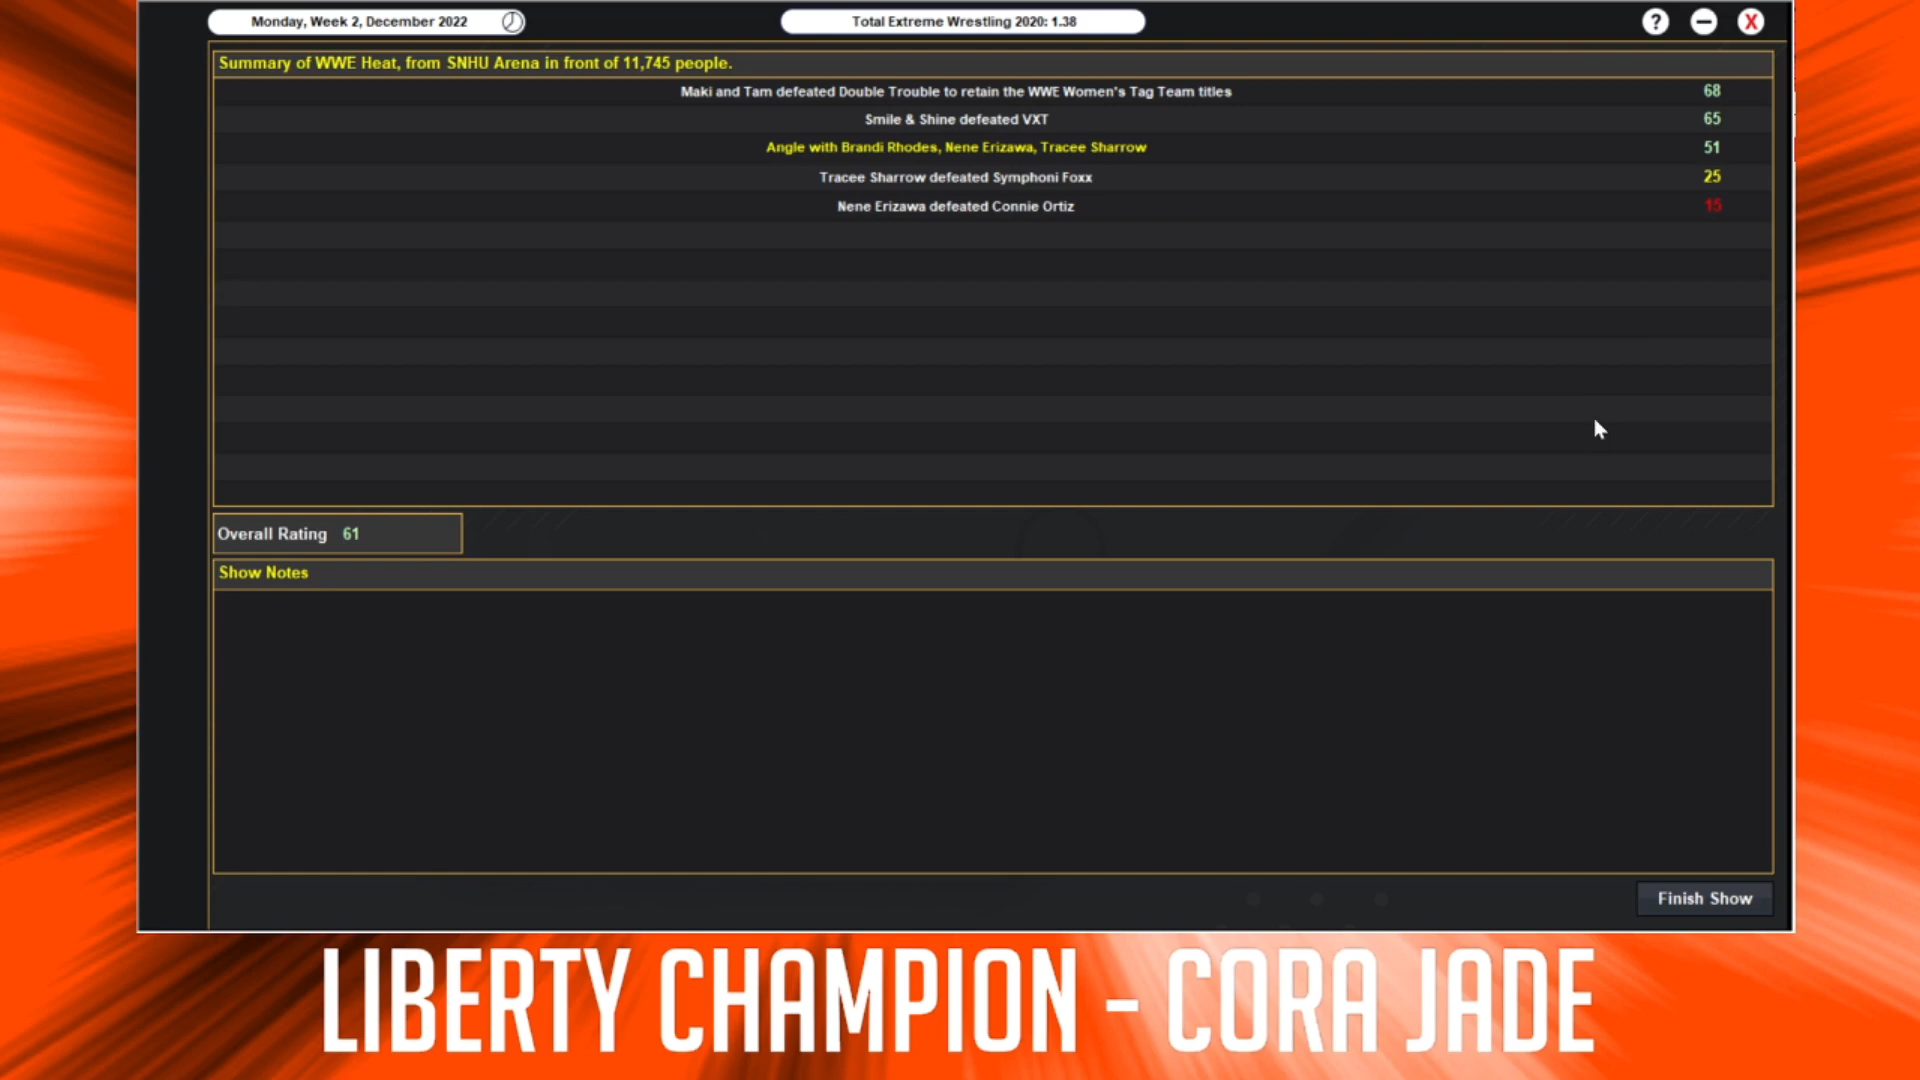 Monday, Week 2, December 2022
Total Extreme Wrestling 2020: 1.38
? X
Summary of WWE Heat, from SNHU Arena in front of 11,745 people.
Maki and Tam defeated Double Trouble to retain the WWE Women's Tag Team titles 68
Smile & Shine defeated VXT 65
Angle with Brandi Rhodes, Nene Erizawa, Tracee Sharrow 51
Tracee Sharrow defeated Symphoni Foxx 25
Nene Erizawa defeated Connie Ortiz 15
Overall Rating 61
Show Notes
Finish Show
LIBERTY CHAMPION - CORA JADE